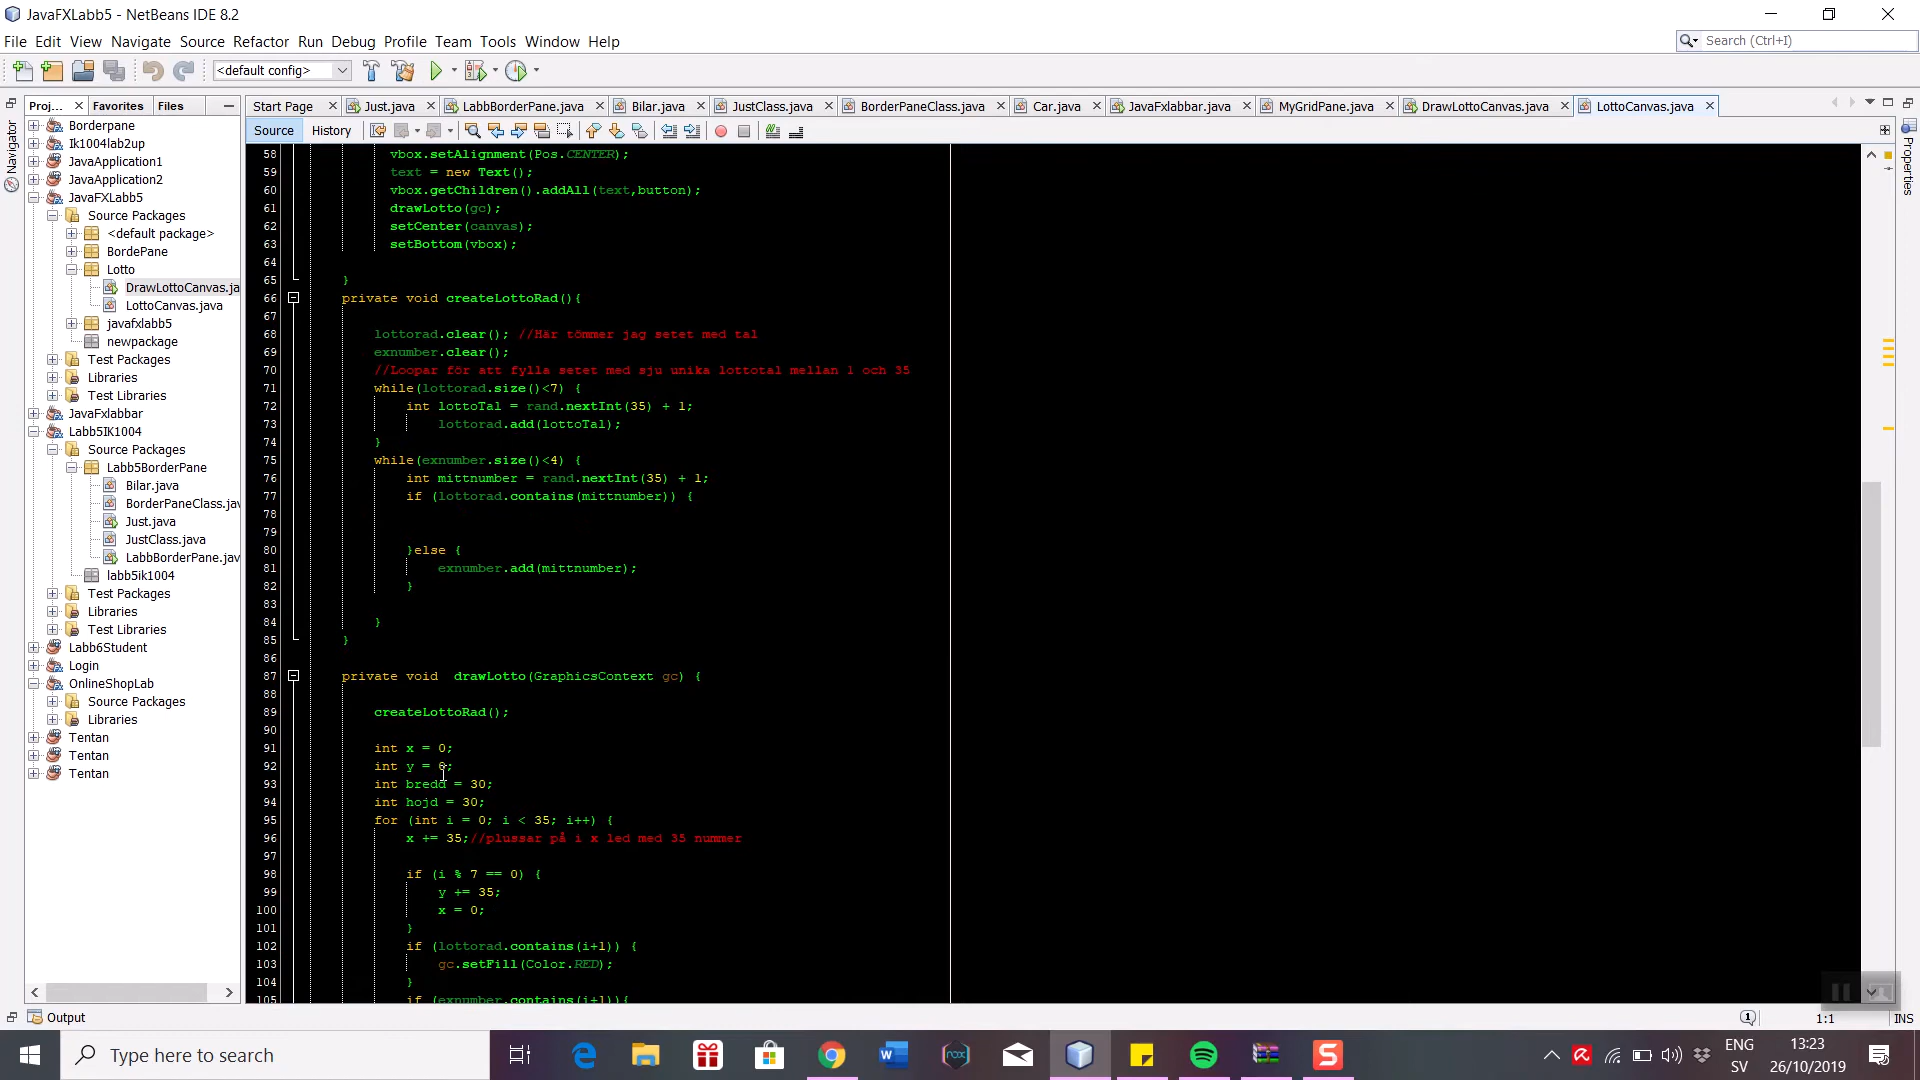 JavaFXLabb5 - NetBeans IDE 8.2
File Edit View Navigate Source Refactor Run Debug Profile Team Tools Window Help
Search (Ctrl+I)
<default config>
Proj... Favorites Files
Start Page Just.java LabbBorderPane.java Bilar.java JustClass.java BorderPaneClass.java Car.java JavaFxlabbar.java MyGridPane.java DrawLottoCanvas.java LottoCanvas.java
Source History
Navigator
Properties
Borderpane
Ik1004lab2up
JavaApplication1
JavaApplication2
JavaFXLabb5
Source Packages
<default package>
BordePane
Lotto
DrawLottoCanvas.ja
LottoCanvas.java
javafxlabb5
newpackage
Test Packages
Libraries
Test Libraries
JavaFxlabbar
Labb5IK1004
Source Packages
Labb5BorderPane
Bilar.java
BorderPaneClass.jav
Just.java
JustClass.java
LabbBorderPane.jav
labb5ik1004
Test Packages
Libraries
Test Libraries
Labb6Student
Login
OnlineShopLab
Source Packages
Libraries
Tentan
Tentan
Tentan
58 vbox.setAlignment(Pos.CENTER);
59 text = new Text();
60 vbox.getChildren().addAll(text,button);
61 drawLotto(gc);
62 setCenter(canvas);
63 setBottom(vbox);
64
65 }
66 private void createLottoRad(){
67
68 lottorad.clear(); //Här tömmer jag setet med tal
69 exnumber.clear();
70 //Loopar för att fylla setet med sju unika lottotal mellan 1 och 35
71 while(lottorad.size()<7) {
72 int lottoTal = rand.nextInt(35) + 1;
73 lottorad.add(lottoTal);
74 }
75 while(exnumber.size()<4) {
76 int mittnumber = rand.nextInt(35) + 1;
77 if (lottorad.contains(mittnumber)) {
78
79
80 }else {
81 exnumber.add(mittnumber);
82 }
83
84 }
85 }
86
87 private void  drawLotto(GraphicsContext gc) {
88
89 createLottoRad();
90
91 int x = 0;
92 int y = 0;
93 int bredd = 30;
94 int hojd = 30;
95 for (int i = 0; i < 35; i++) {
96 x += 35;//plussar på i x led med 35 nummer
97
98 if (i % 7 == 0) {
99 y += 35;
100 x = 0;
101 }
102 if (lottorad.contains(i+1)) {
103 gc.setFill(Color.RED);
104 }
105 if (exnumber.contains(i+1)){
Output
1:1 INS
Type here to search
ENG
SV
13:23
26/10/2019